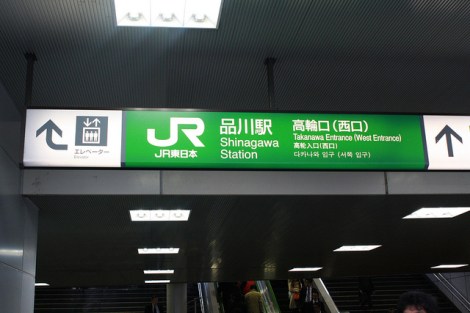 エレベーター
Elevator
JR
JR東日本
品川駅
Shinagawa
Station
高輪口(西口)
Takanawa Entrance (West Entrance)
高松入口(西口)
다카나와 입구 (서쪽 입구)